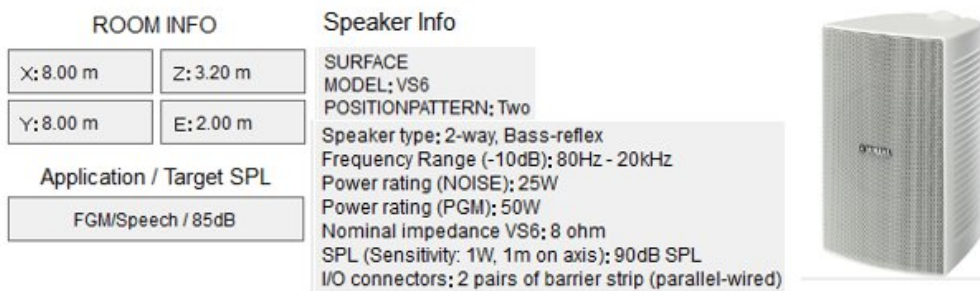 ROOM INFO
X: 8.00 m
Z: 3.20 m
Y: 8.00 m
E: 2.00 m
Application / Target SPL
FGM/Speech / 85dB
Speaker Info
SURFACE
MODEL: VS6
POSITIONPATTERN: Two
Speaker type: 2-way, Bass-reflex
Frequency Range (-10dB): 80Hz - 20kHz
Power rating (NOISE): 25W
Power rating (PGM): 50W
Nominal impedance VS6: 8 ohm
SPL (Sensitivity: 1W, 1m on axis): 90dB SPL
I/O connectors: 2 pairs of barrier strip (parallel-wired)
YAMAHA